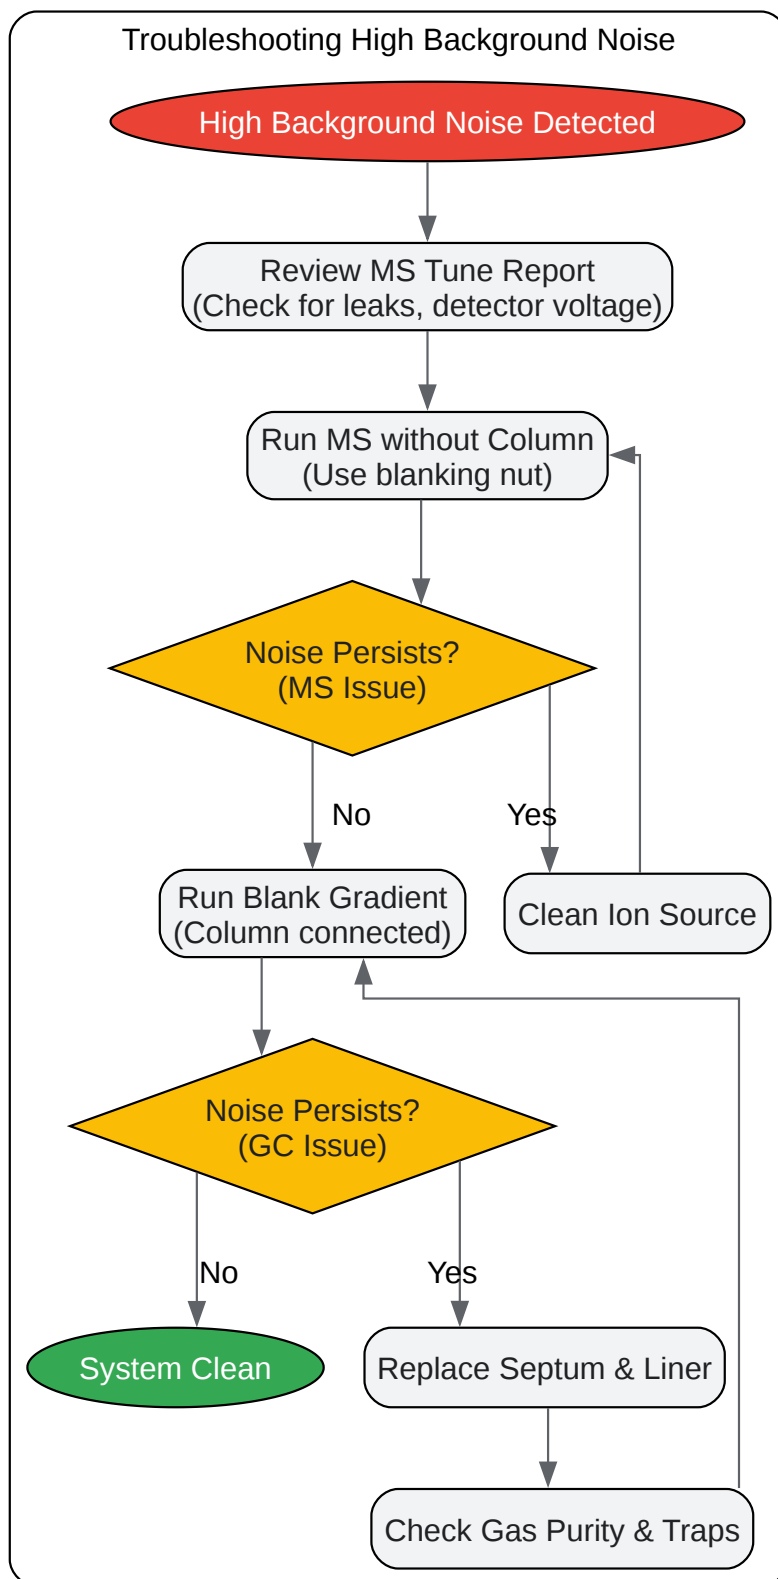 Troubleshooting High Background Noise
High Background Noise Detected
Review MS Tune Report
(Check for leaks, detector voltage)
Run MS without Column
(Use blanking nut)
Noise Persists?
(MS Issue)
No
Yes
Run Blank Gradient
(Column connected)
Clean Ion Source
Noise Persists?
(GC Issue)
No
Yes
System Clean
Replace Septum & Liner
Check Gas Purity & Traps